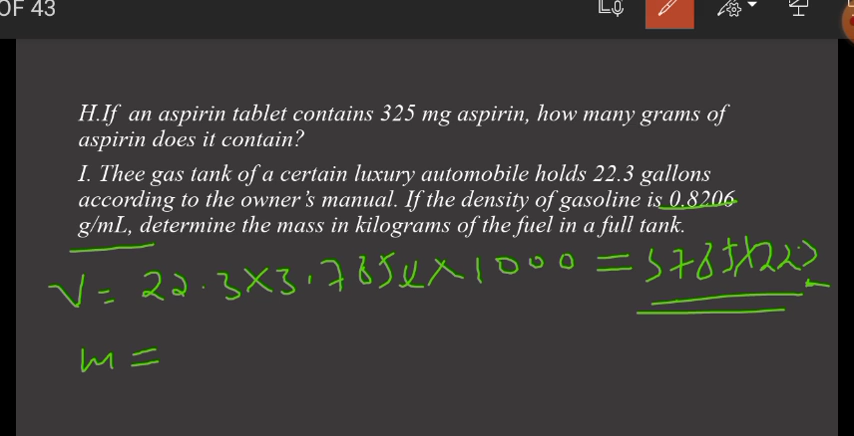 OF 43
H.If an aspirin tablet contains 325 mg aspirin, how many grams of
aspirin does it contain?
I. Thee gas tank of a certain luxury automobile holds 22.3 gallons
according to the owner’s manual. If the density of gasoline is 0.8206
g/mL, determine the mass in kilograms of the fuel in a full tank.
V = 22.3×3.785L×1000 = 3785×22.3
m =